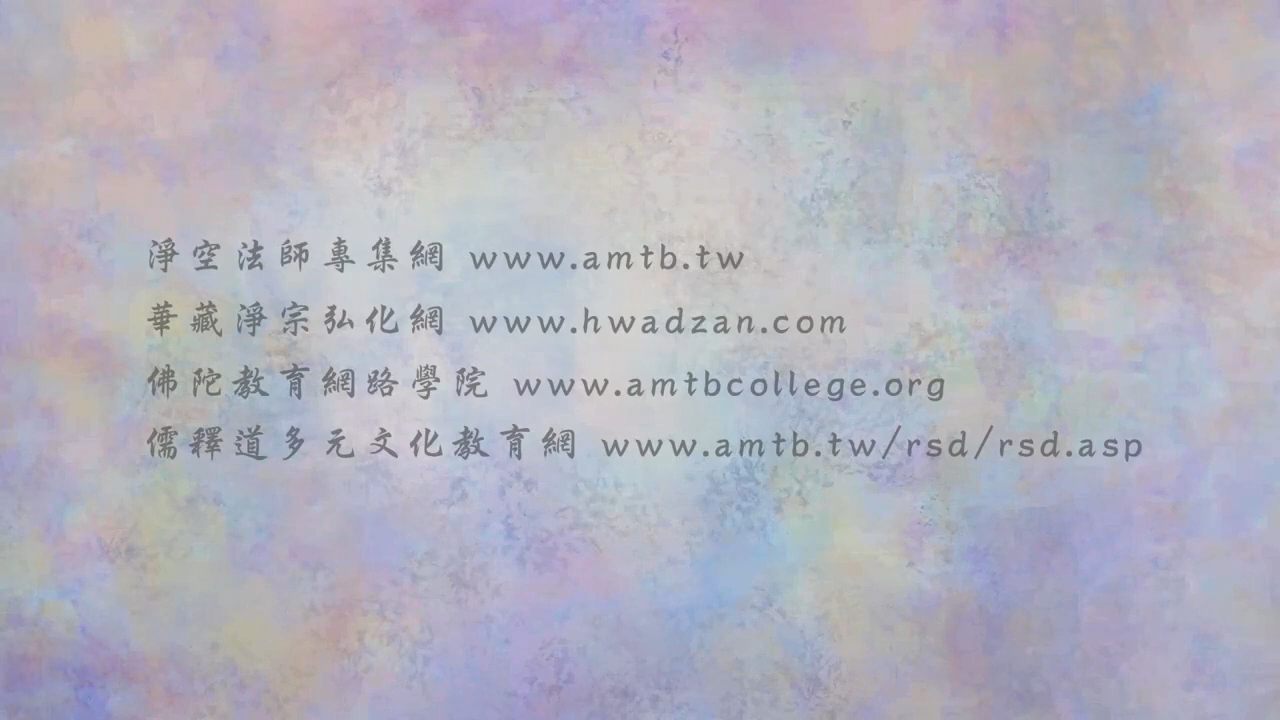 淨空法師專集網 www.amtb.tw
華藏淨宗弘化網 www.hwadzan.com
佛陀教育網路學院 www.amtbcollege.org
儒釋道多元文化教育網 www.amtb.tw/rsd/rsd.asp